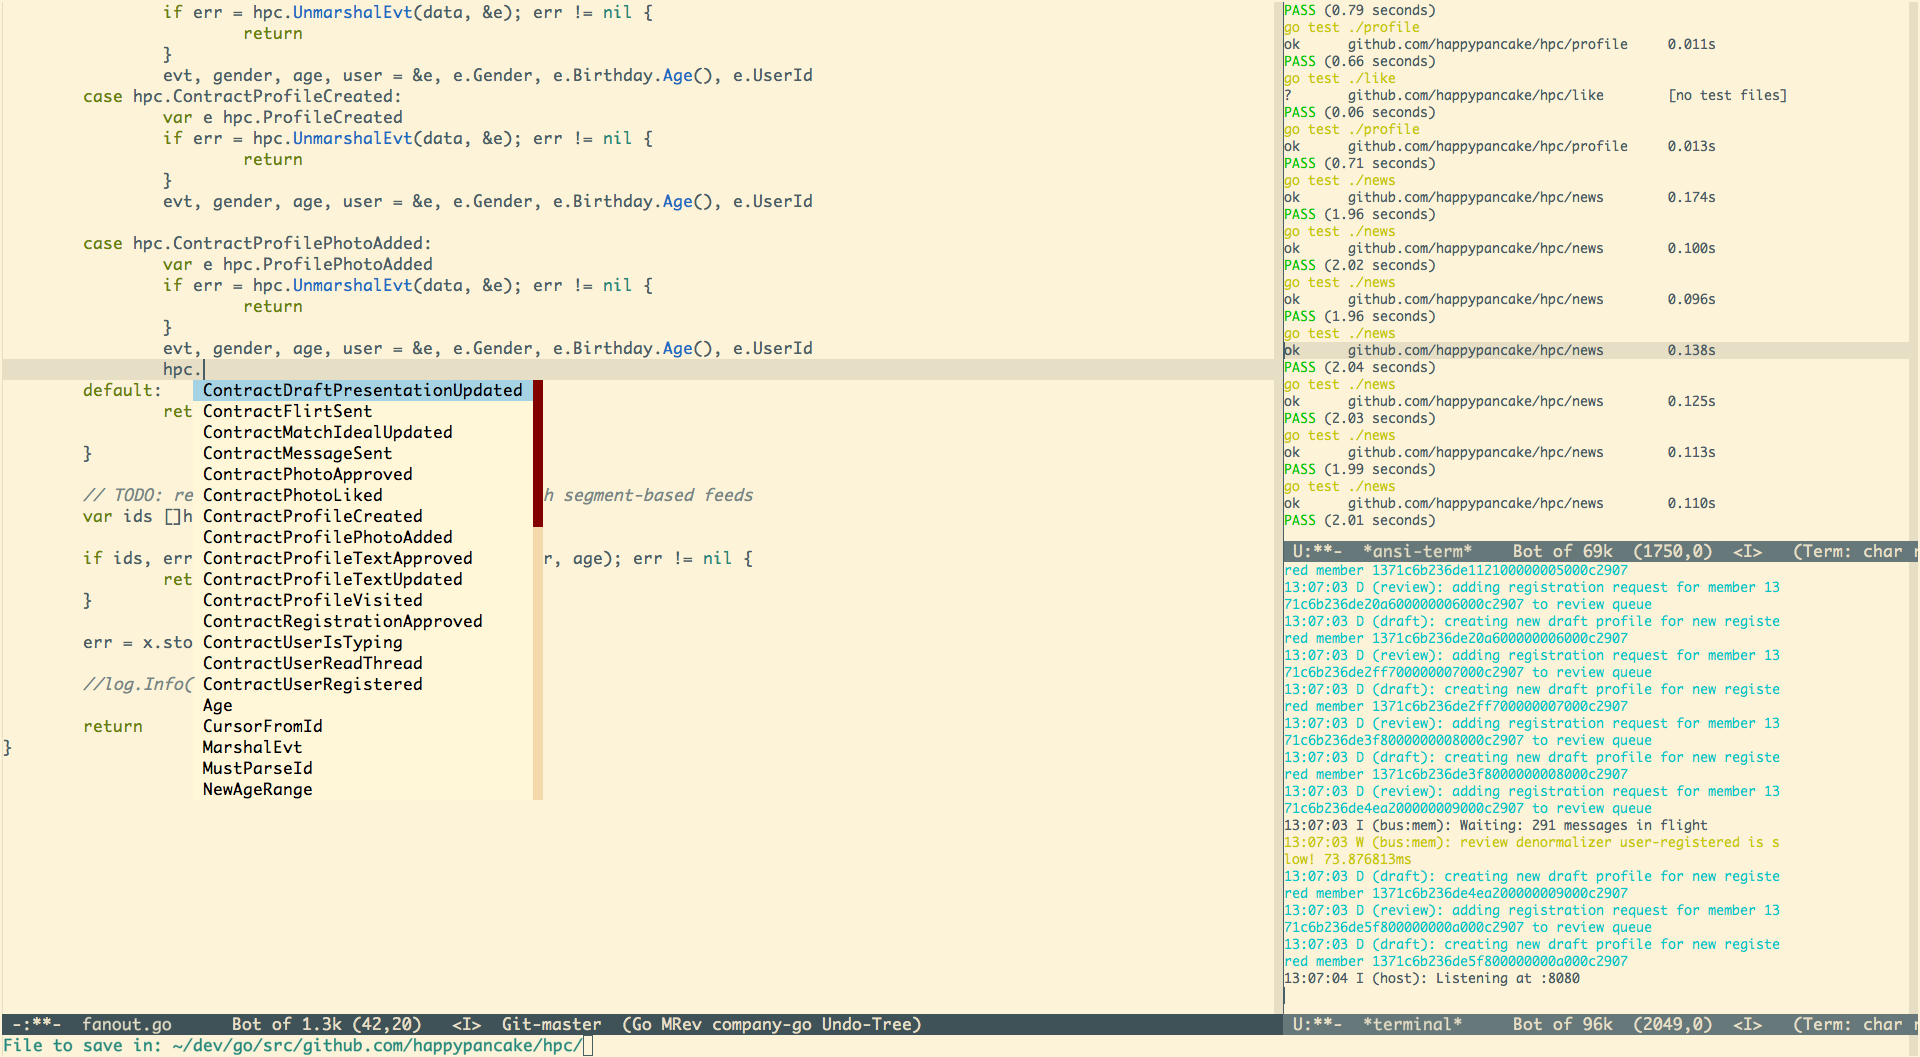 if err = hpc.UnmarshalEvt(data, &e); err != nil {
return
}
evt, gender, age, user = &e, e.Gender, e.Birthday.Age(), e.UserId
case hpc.ContractProfileCreated:
var e hpc.ProfileCreated
if err = hpc.UnmarshalEvt(data, &e); err != nil {
return
}
evt, gender, age, user = &e, e.Gender, e.Birthday.Age(), e.UserId
case hpc.ContractProfilePhotoAdded:
var e hpc.ProfilePhotoAdded
if err = hpc.UnmarshalEvt(data, &e); err != nil {
return
}
evt, gender, age, user = &e, e.Gender, e.Birthday.Age(), e.UserId
hpc.
default: ContractDraftPresentationUpdated
ret ContractFlirtSent
ContractMatchIdealUpdated
} ContractMessageSent
ContractPhotoApproved
// TODO: re ContractPhotoLiked h segment-based feeds
var ids []h ContractProfileCreated
ContractProfilePhotoAdded
if ids, err ContractProfileTextApproved r, age); err != nil {
ret ContractProfileTextUpdated
} ContractProfileVisited
ContractRegistrationApproved
err = x.sto ContractUserIsTyping
ContractUserReadThread
//log.Info( ContractUserRegistered
Age
return CursorFromId
} MarshalEvt
MustParseId
NewAgeRange
-:**- fanout.go Bot of 1.3k (42,20) <I> Git-master (Go MRev company-go Undo-Tree)
File to save in: ~/dev/go/src/github.com/happypancake/hpc/
PASS (0.79 seconds)
go test ./profile
ok github.com/happypancake/hpc/profile 0.011s
PASS (0.66 seconds)
go test ./like
? github.com/happypancake/hpc/like [no test files]
PASS (0.06 seconds)
go test ./profile
ok github.com/happypancake/hpc/profile 0.013s
PASS (0.71 seconds)
go test ./news
ok github.com/happypancake/hpc/news 0.174s
PASS (1.96 seconds)
go test ./news
ok github.com/happypancake/hpc/news 0.100s
PASS (2.02 seconds)
go test ./news
ok github.com/happypancake/hpc/news 0.096s
PASS (1.96 seconds)
go test ./news
ok github.com/happypancake/hpc/news 0.138s
PASS (2.04 seconds)
go test ./news
ok github.com/happypancake/hpc/news 0.125s
PASS (2.03 seconds)
go test ./news
ok github.com/happypancake/hpc/news 0.113s
PASS (1.99 seconds)
go test ./news
ok github.com/happypancake/hpc/news 0.110s
PASS (2.01 seconds)
U:**- *ansi-term* Bot of 69k (1750,0) <I> (Term: char r
red member 1371c6b236de112100000005000c2907
13:07:03 D (review): adding registration request for member 13
71c6b236de20a600000006000c2907 to review queue
13:07:03 D (draft): creating new draft profile for new registe
red member 1371c6b236de20a600000006000c2907
13:07:03 D (review): adding registration request for member 13
71c6b236de2ff700000007000c2907 to review queue
13:07:03 D (draft): creating new draft profile for new registe
red member 1371c6b236de2ff700000007000c2907
13:07:03 D (review): adding registration request for member 13
71c6b236de3f8000000008000c2907 to review queue
13:07:03 D (draft): creating new draft profile for new registe
red member 1371c6b236de3f8000000008000c2907
13:07:03 D (review): adding registration request for member 13
71c6b236de4ea200000009000c2907 to review queue
13:07:03 I (bus:mem): Waiting: 291 messages in flight
13:07:03 W (bus:mem): review denormalizer user-registered is s
low! 73.876813ms
13:07:03 D (draft): creating new draft profile for new registe
red member 1371c6b236de4ea200000009000c2907
13:07:03 D (review): adding registration request for member 13
71c6b236de5f800000000a000c2907 to review queue
13:07:03 D (draft): creating new draft profile for new registe
red member 1371c6b236de5f800000000a000c2907
13:07:04 I (host): Listening at :8080
U:**- *terminal* Bot of 96k (2049,0) <I> (Term: char r